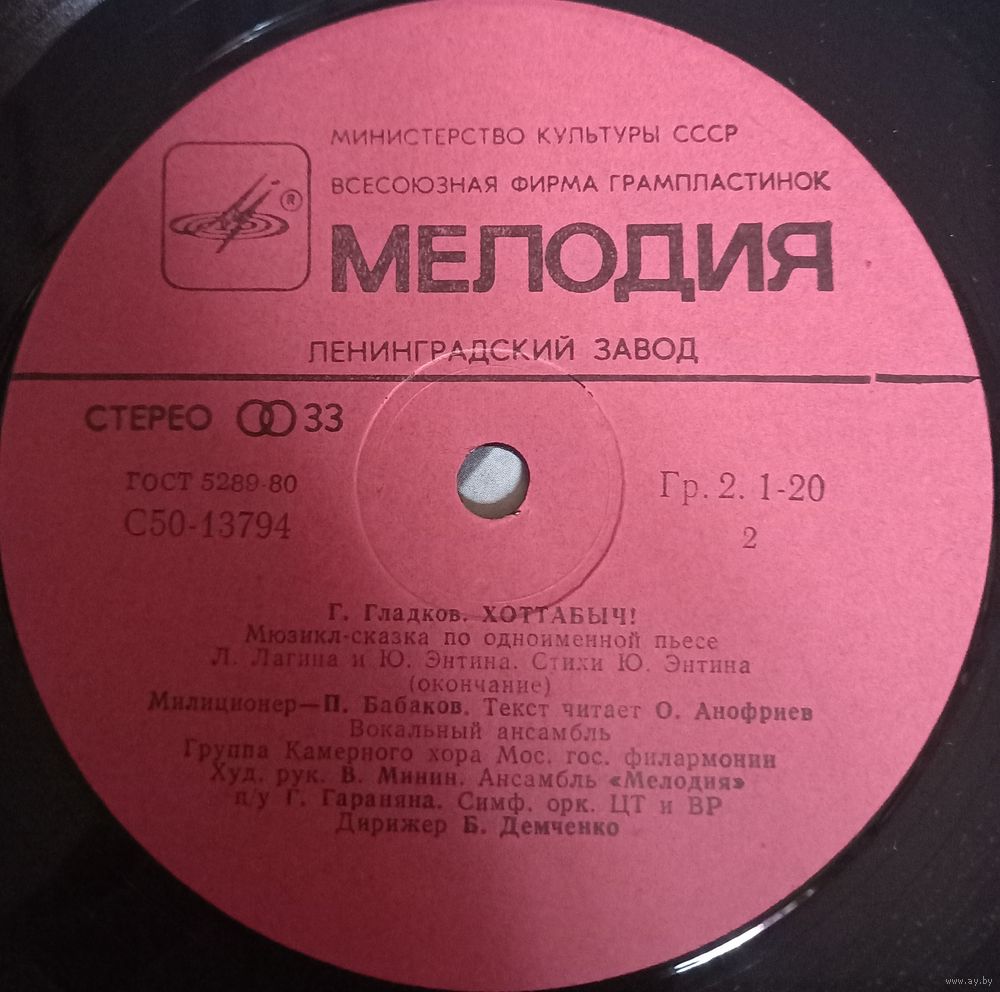 МИНИСТЕРСТВО КУЛЬТУРЫ СССР
ВСЕСОЮЗНАЯ ФИРМА ГРАМПЛАСТИНОК
®
МЕЛОДИЯ
ЛЕНИНГРАДСКИЙ ЗАВОД
СТЕРЕО 33
ГОСТ 5289-80
Гр. 2. 1-20
С50-13794
2
Г. Гладков. ХОТТАБЫЧ!
Мюзикл-сказка по одноименной пьесе
Л. Лагина и Ю. Энтина. Стихи Ю. Энтина
(окончание)
Милиционер—П. Бабаков. Текст читает О. Анофриев
Вокальный ансамбль
Группа Камерного хора Мос. гос. филармонии
Худ. рук. В. Минин. Ансамбль «Мелодия»
п/у Г. Гараняна. Симф. орк. ЦТ и ВР
Дирижер Б. Демченко
www.ay.by